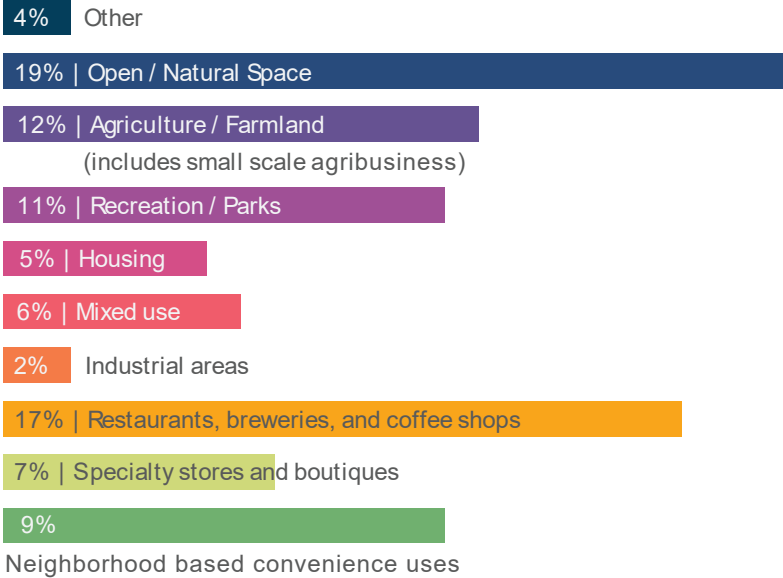 4% Other
19% | Open / Natural Space
12% | Agriculture / Farmland
(includes small scale agribusiness)
11% | Recreation / Parks
5% | Housing
6% | Mixed use
2% Industrial areas
17% | Restaurants, breweries, and coffee shops
7% | Specialty stores and boutiques
9%
Neighborhood based convenience uses